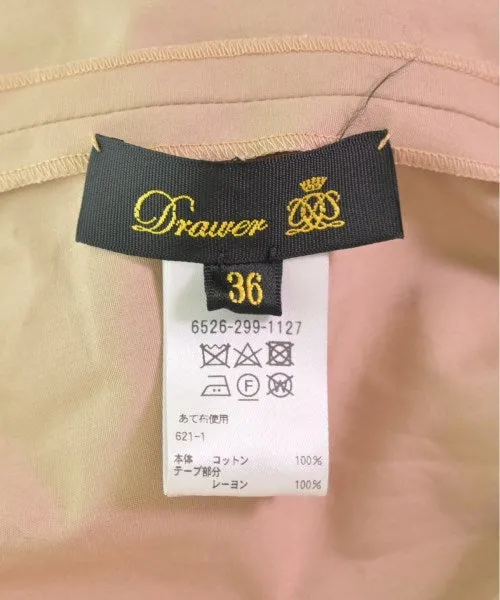 Drawer
36
6526-299-1127
あて布使用
621-1
本体 コットン 100%
テープ部分
レーヨン 100%